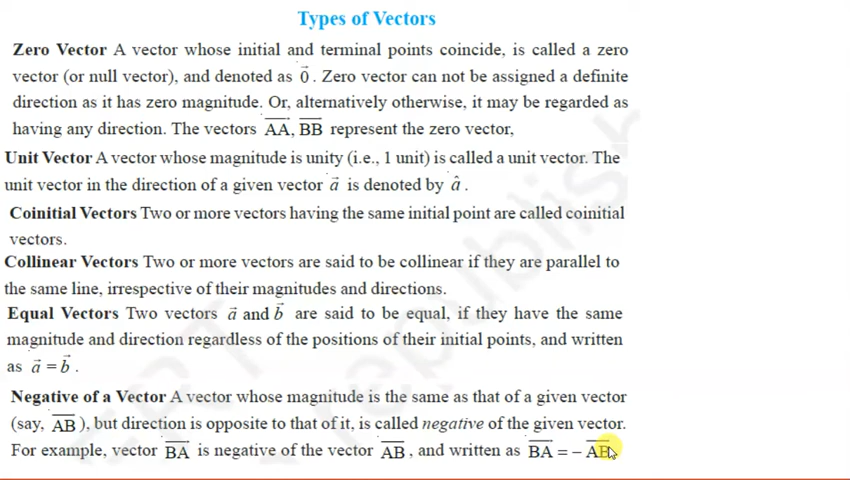 Types of Vectors
Zero Vector A vector whose initial and terminal points coincide, is called a zero
vector (or null vector), and denoted as 0⃗ . Zero vector can not be assigned a definite
direction as it has zero magnitude. Or, alternatively otherwise, it may be regarded as
having any direction. The vectors A͞A͞, B͞B͞ represent the zero vector,
Unit Vector A vector whose magnitude is unity (i.e., 1 unit) is called a unit vector. The
unit vector in the direction of a given vector a⃗ is denoted by â .
Coinitial Vectors Two or more vectors having the same initial point are called coinitial
vectors.
Collinear Vectors Two or more vectors are said to be collinear if they are parallel to
the same line, irrespective of their magnitudes and directions.
Equal Vectors Two vectors a⃗ and b⃗ are said to be equal, if they have the same
magnitude and direction regardless of the positions of their initial points, and written
as a⃗ = b⃗ .
Negative of a Vector A vector whose magnitude is the same as that of a given vector
(say, A͞B͞ ), but direction is opposite to that of it, is called negative of the given vector.
For example, vector B͞A͞ is negative of the vector A͞B͞ , and written as B͞A͞ = – A͞B͞
republish